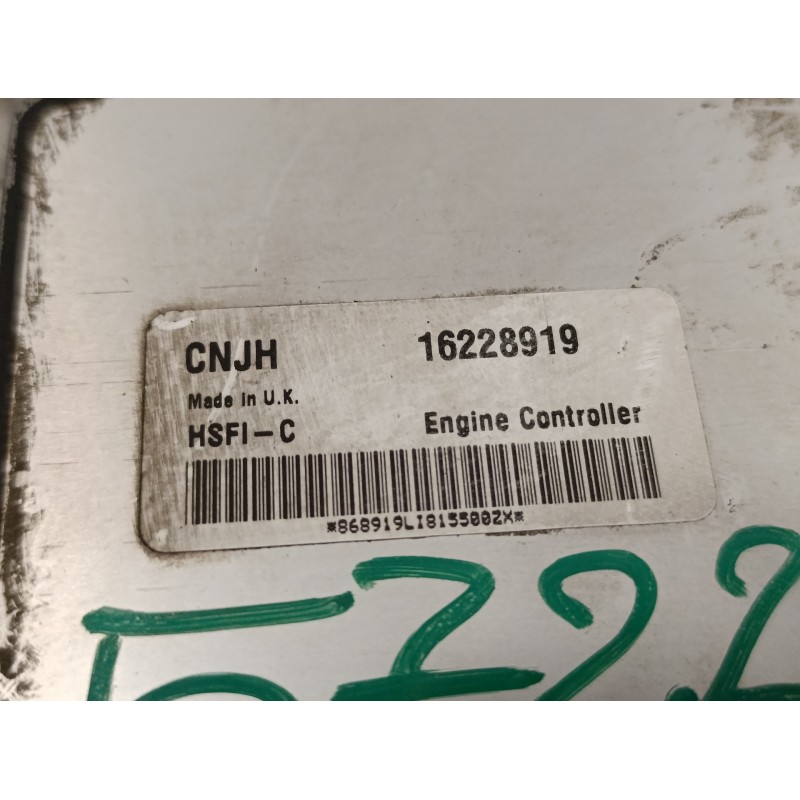 CNJH 16228919
Made in U.K.
HSFI-C Engine Controller
*868919LI8155002X*